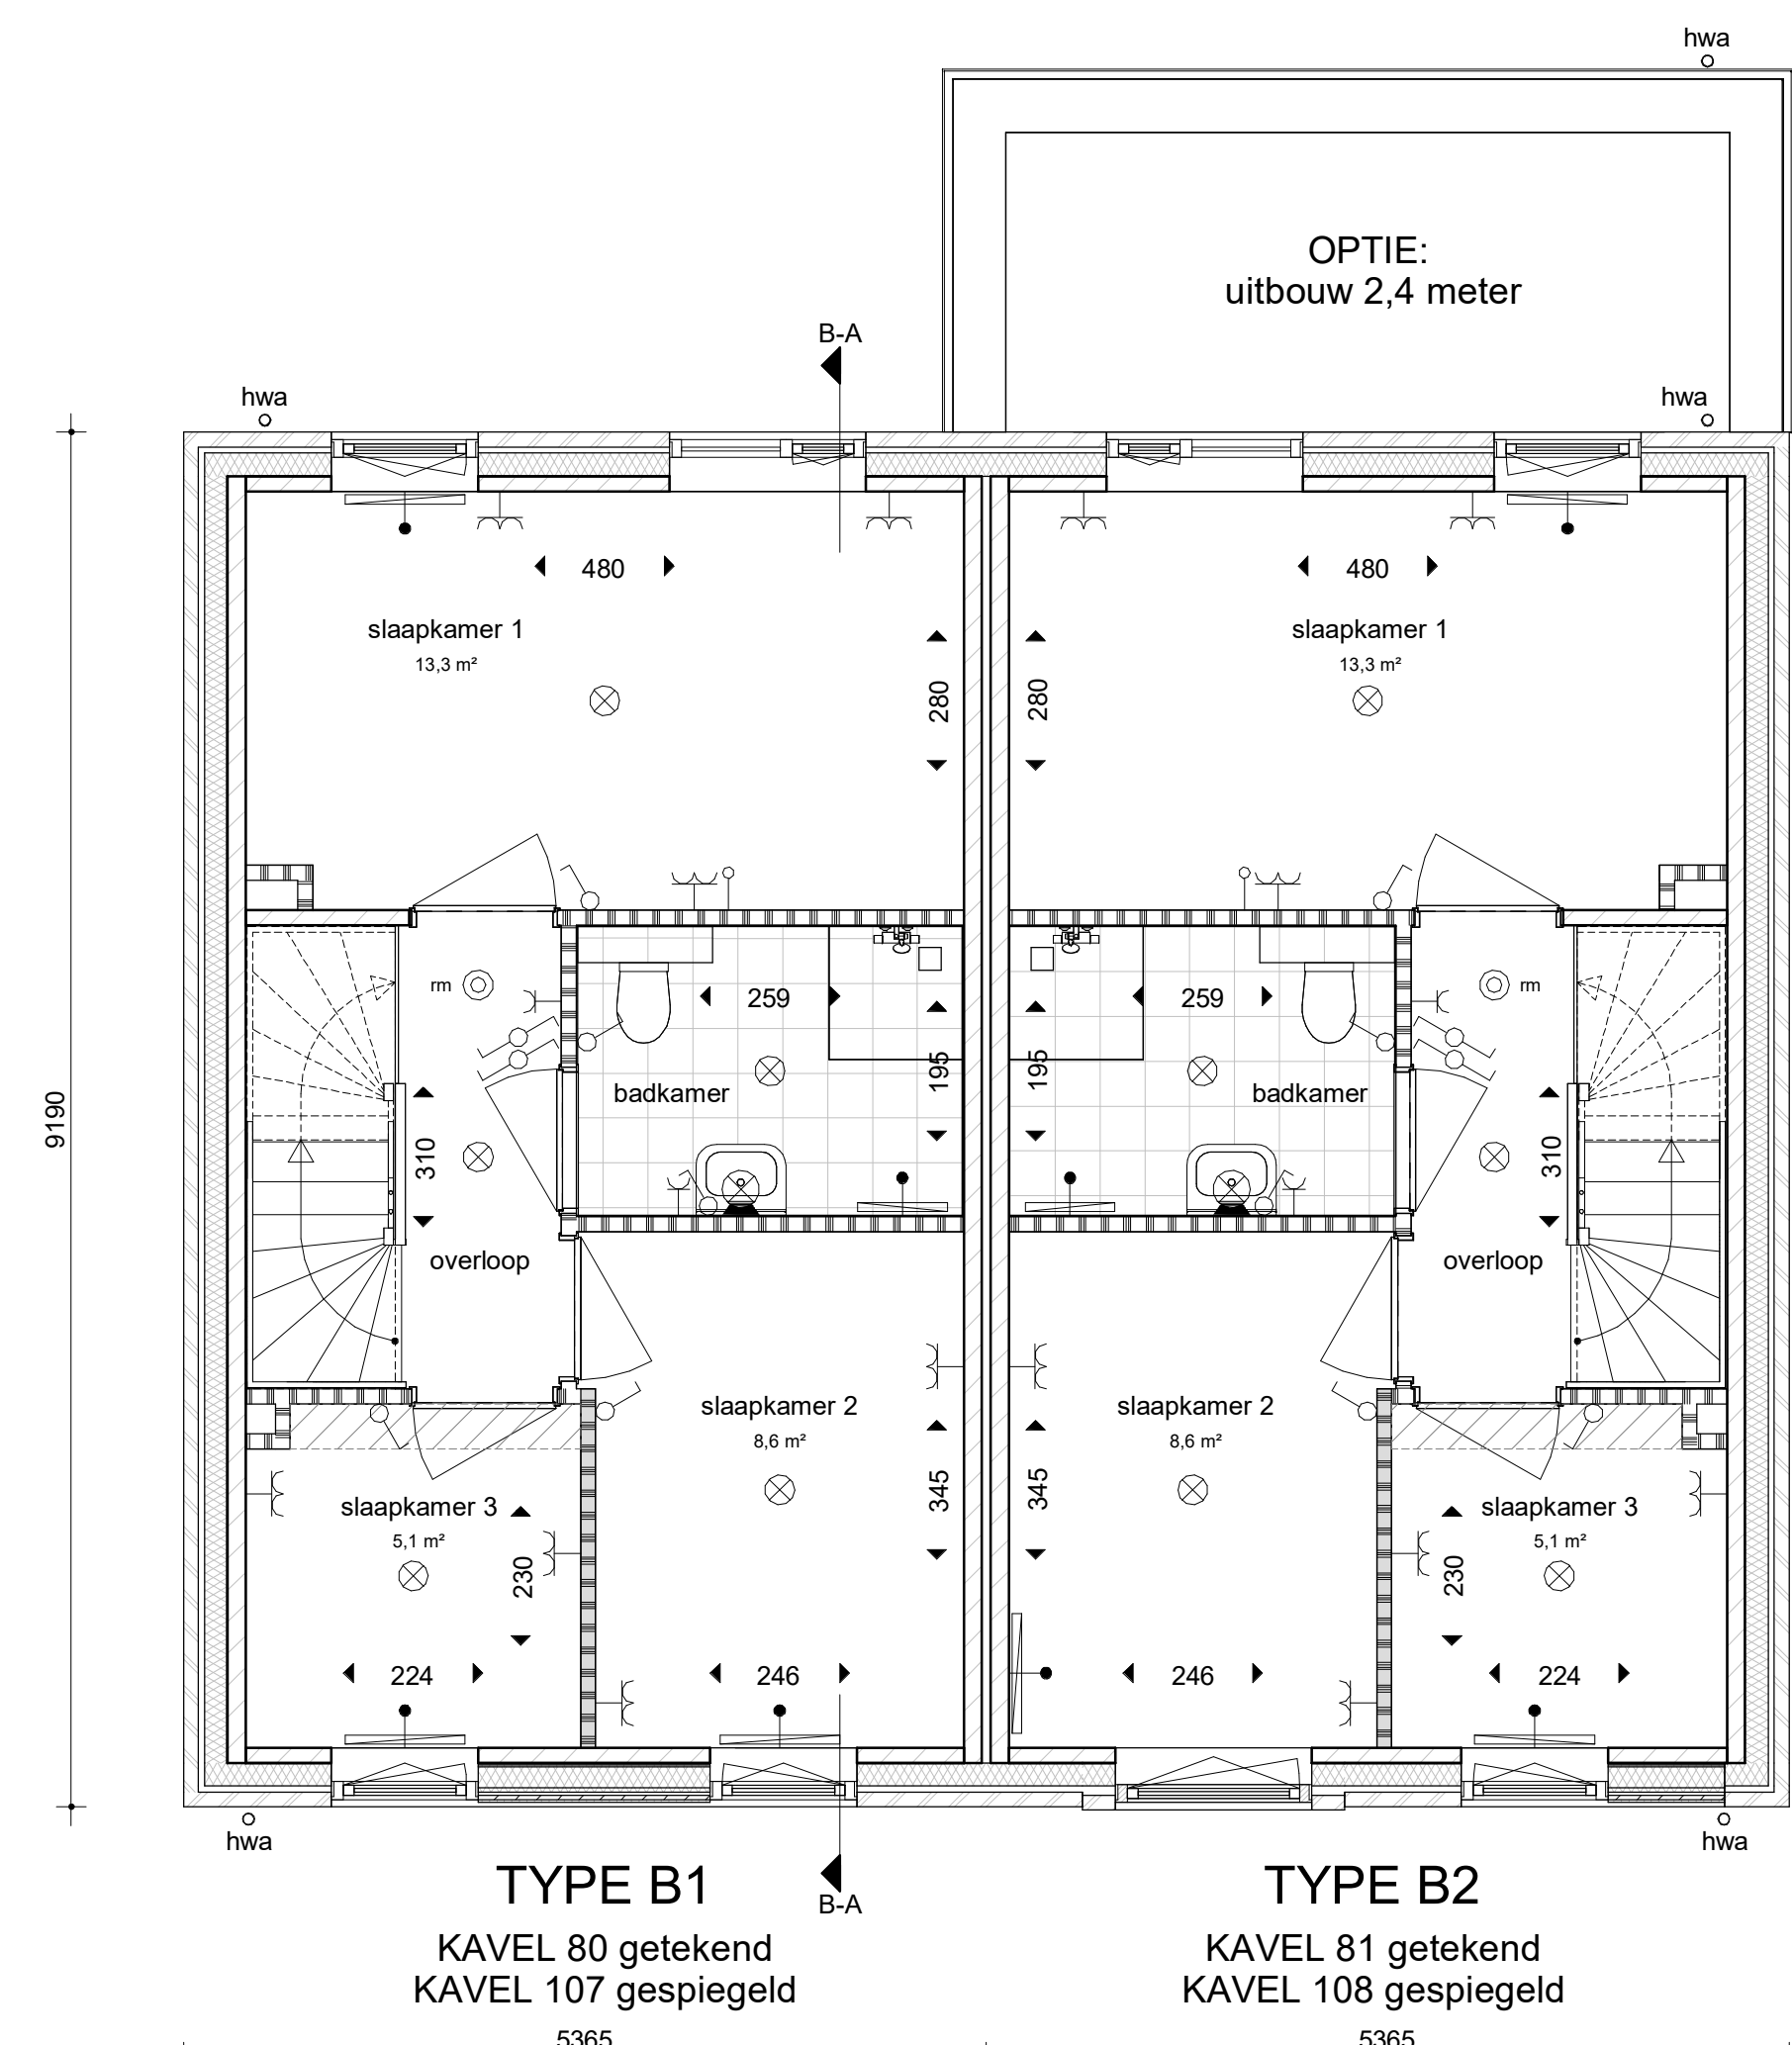 hwa
OPTIE:
uitbouw 2,4 meter
B-A
hwa
hwa
480
480
slaapkamer 1
13,3 m²
slaapkamer 1
13,3 m²
280
280
rm
259
259
rm
195
195
badkamer
badkamer
9190
310
310
overloop
overloop
slaapkamer 2
8,6 m²
slaapkamer 2
8,6 m²
345
345
slaapkamer 3
5,1 m²
slaapkamer 3
5,1 m²
230
230
224
246
246
224
hwa
hwa
TYPE B1
TYPE B2
B-A
KAVEL 80 getekend
KAVEL 107 gespiegeld
KAVEL 81 getekend
KAVEL 108 gespiegeld
5365
5365